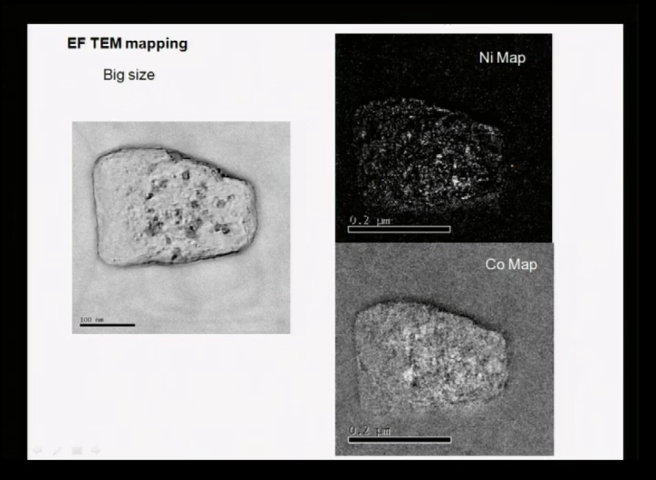 EF TEM mapping
Big size
Ni Map
0.2 µm
Co Map
100 nm
0.2 µm